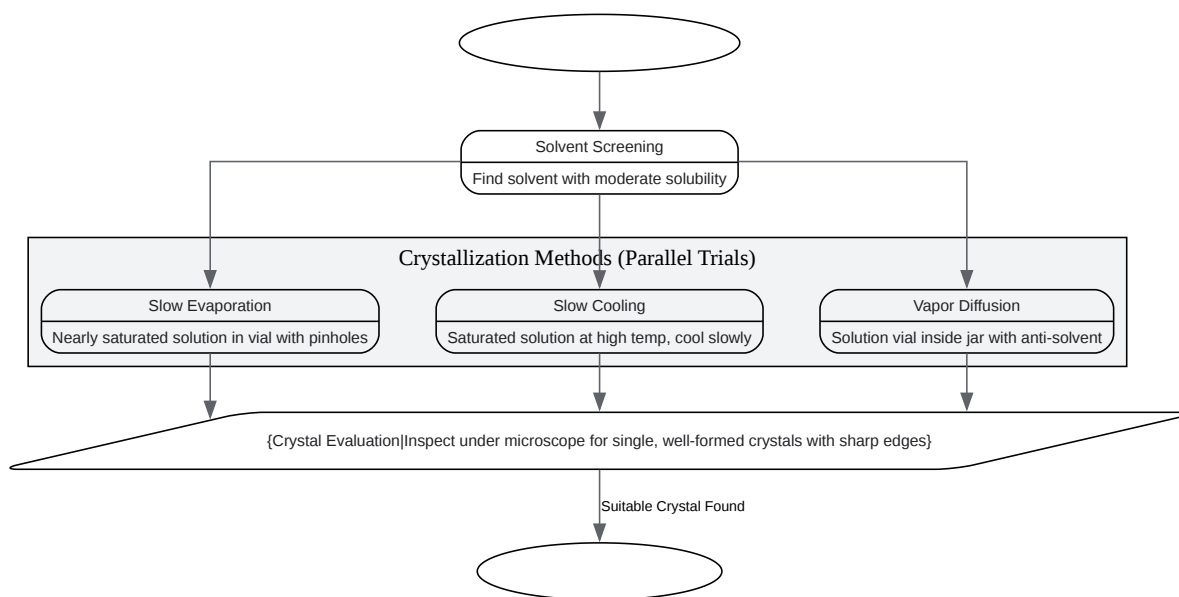 Solvent Screening
Find solvent with moderate solubility
Crystallization Methods (Parallel Trials)
Slow Evaporation
Nearly saturated solution in vial with pinholes
Slow Cooling
Saturated solution at high temp, cool slowly
Vapor Diffusion
Solution vial inside jar with anti-solvent
{Crystal Evaluation|Inspect under microscope for single, well-formed crystals with sharp edges}
Suitable Crystal Found